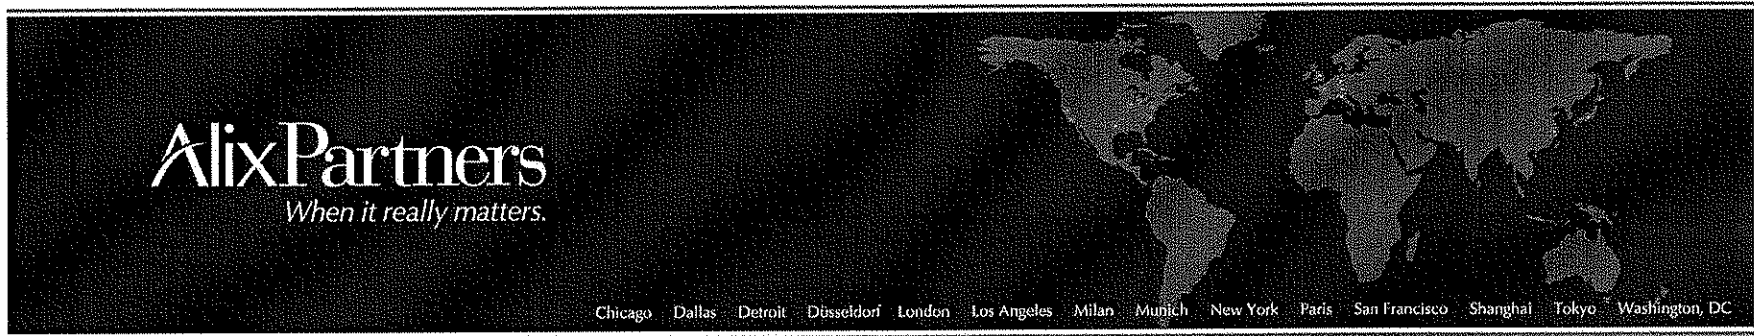 AlixPartners
When it really matters.
Chicago Dallas Detroit Düsseldorf London Los Angeles Milan Munich New York Paris San Francisco Shanghai Tokyo Washington, DC